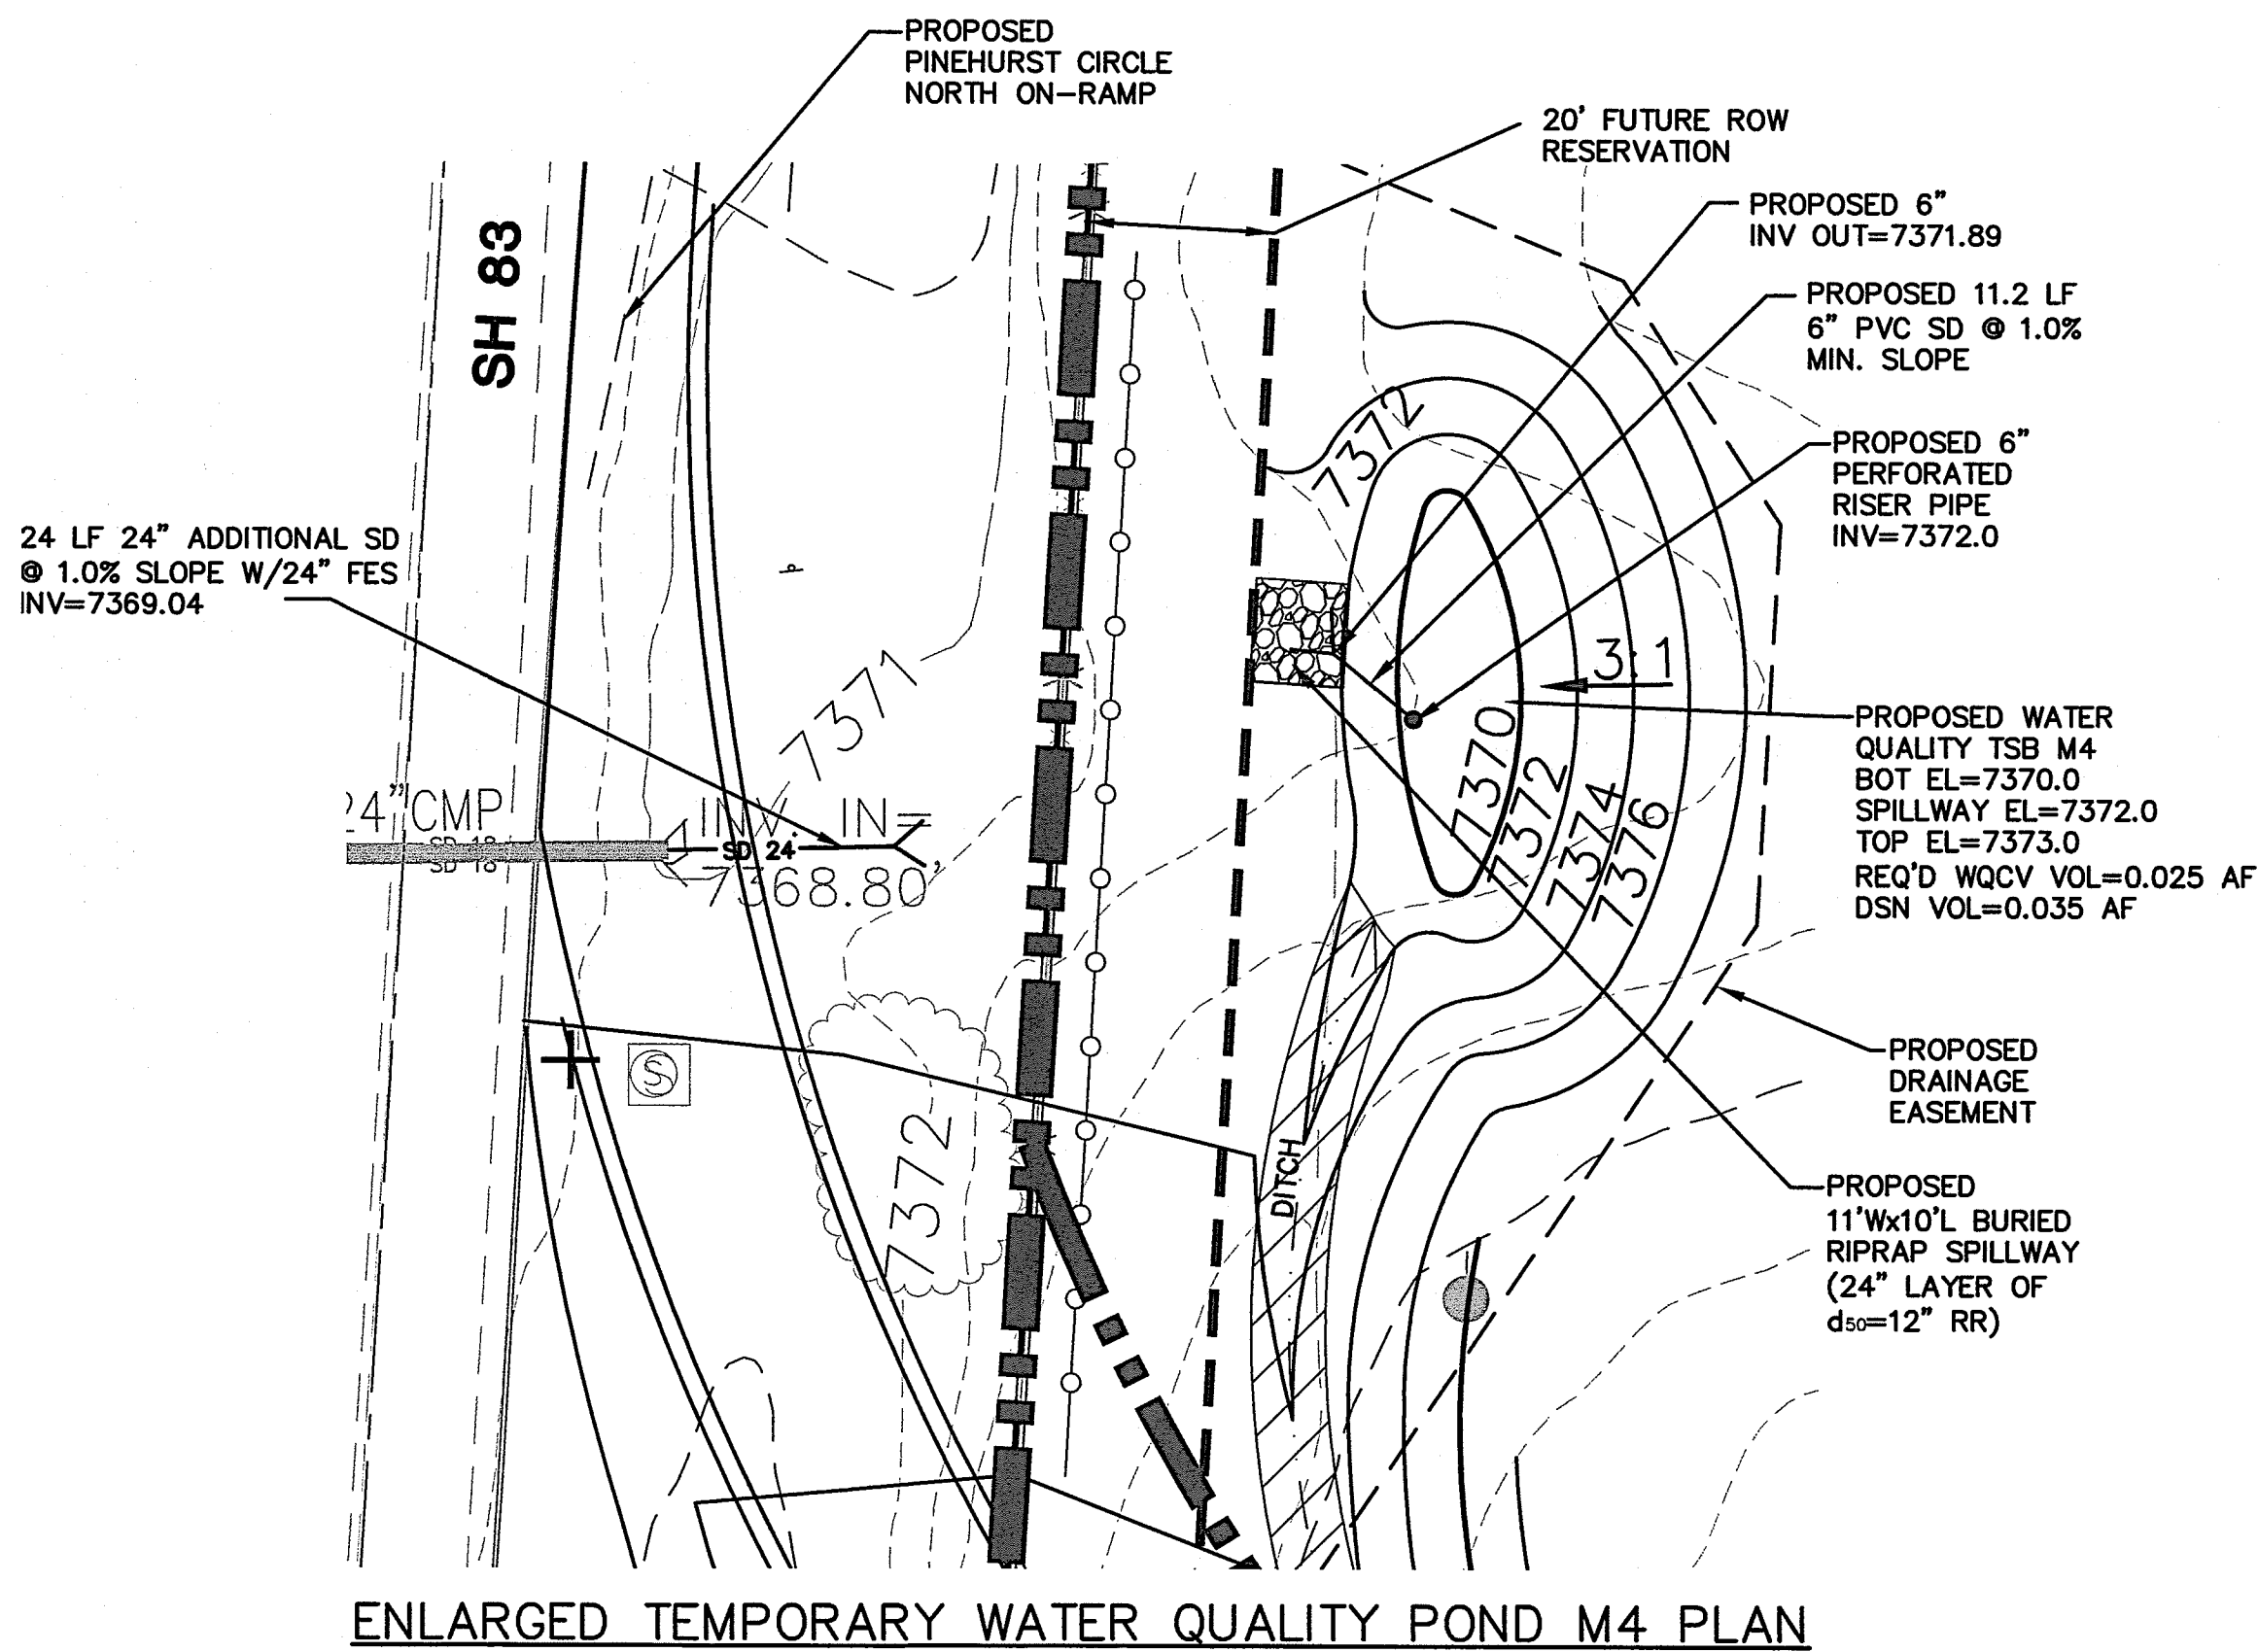 PROPOSED
PINEHURST CIRCLE
NORTH ON-RAMP
20' FUTURE ROW
RESERVATION
PROPOSED 6"
INV OUT=7371.89
PROPOSED 11.2 LF
6" PVC SD @ 1.0%
MIN. SLOPE
PROPOSED 6"
PERFORATED
RISER PIPE
INV=7372.0
SH 83
24 LF 24" ADDITIONAL SD
@ 1.0% SLOPE W/24" FES
INV=7369.04
7372
3:1
7371
7370
7372
7374
7376
PROPOSED WATER
QUALITY TSB M4
BOT EL=7370.0
SPILLWAY EL=7372.0
TOP EL=7373.0
REQ'D WQCV VOL=0.025 AF
DSN VOL=0.035 AF
24" CMP
SD 18
SD 18
INV. IN=
SD 24
7368.80'
PROPOSED
DRAINAGE
EASEMENT
S
7372
DITCH
PROPOSED
11'Wx10'L BURIED
RIPRAP SPILLWAY
(24" LAYER OF
d50=12" RR)
ENLARGED TEMPORARY WATER QUALITY POND M4 PLAN